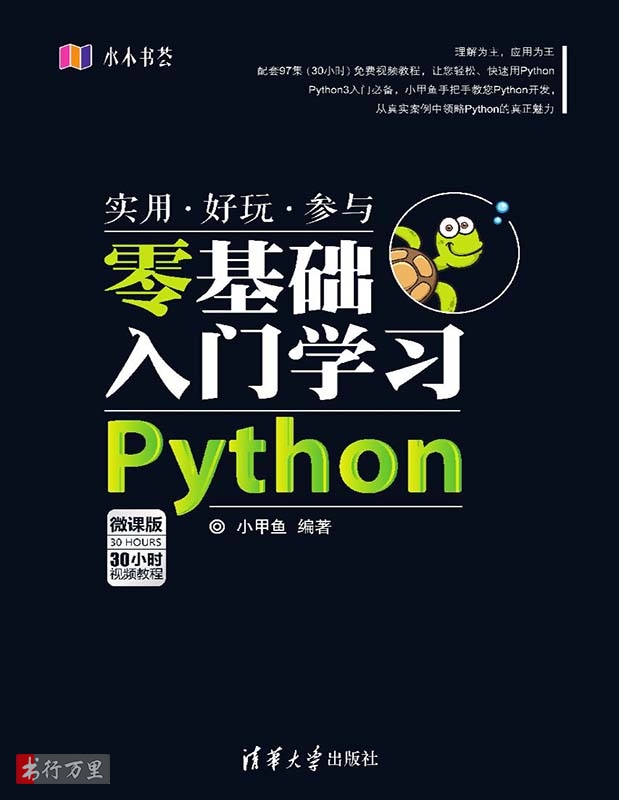 水木书荟
理解为主，应用为王
配套97集（30小时）免费视频教程，让您轻松、快速用Python
Python3入门必备，小甲鱼手把手教您Python开发，
从真实案例中领略Python的真正魅力
实用·好玩·参与
零基础
入门学习
Python
◎ 小甲鱼 编著
微课版
30 HOURS
30小时
视频教程
清华大学出版社
书行万里